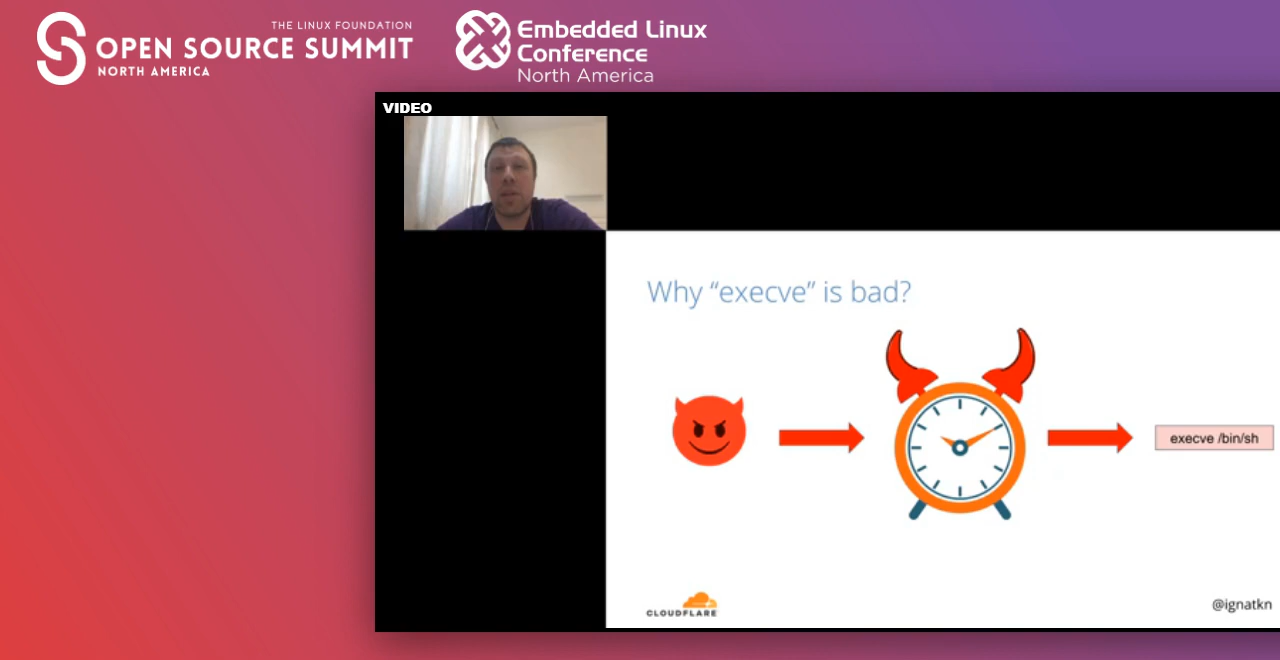 THE LINUX FOUNDATION
OPEN SOURCE SUMMIT
NORTH AMERICA
Embedded Linux
Conference
North America
VIDEO
Why “execve” is bad?
execve /bin/sh
CLOUDFLARE
@ignatkn